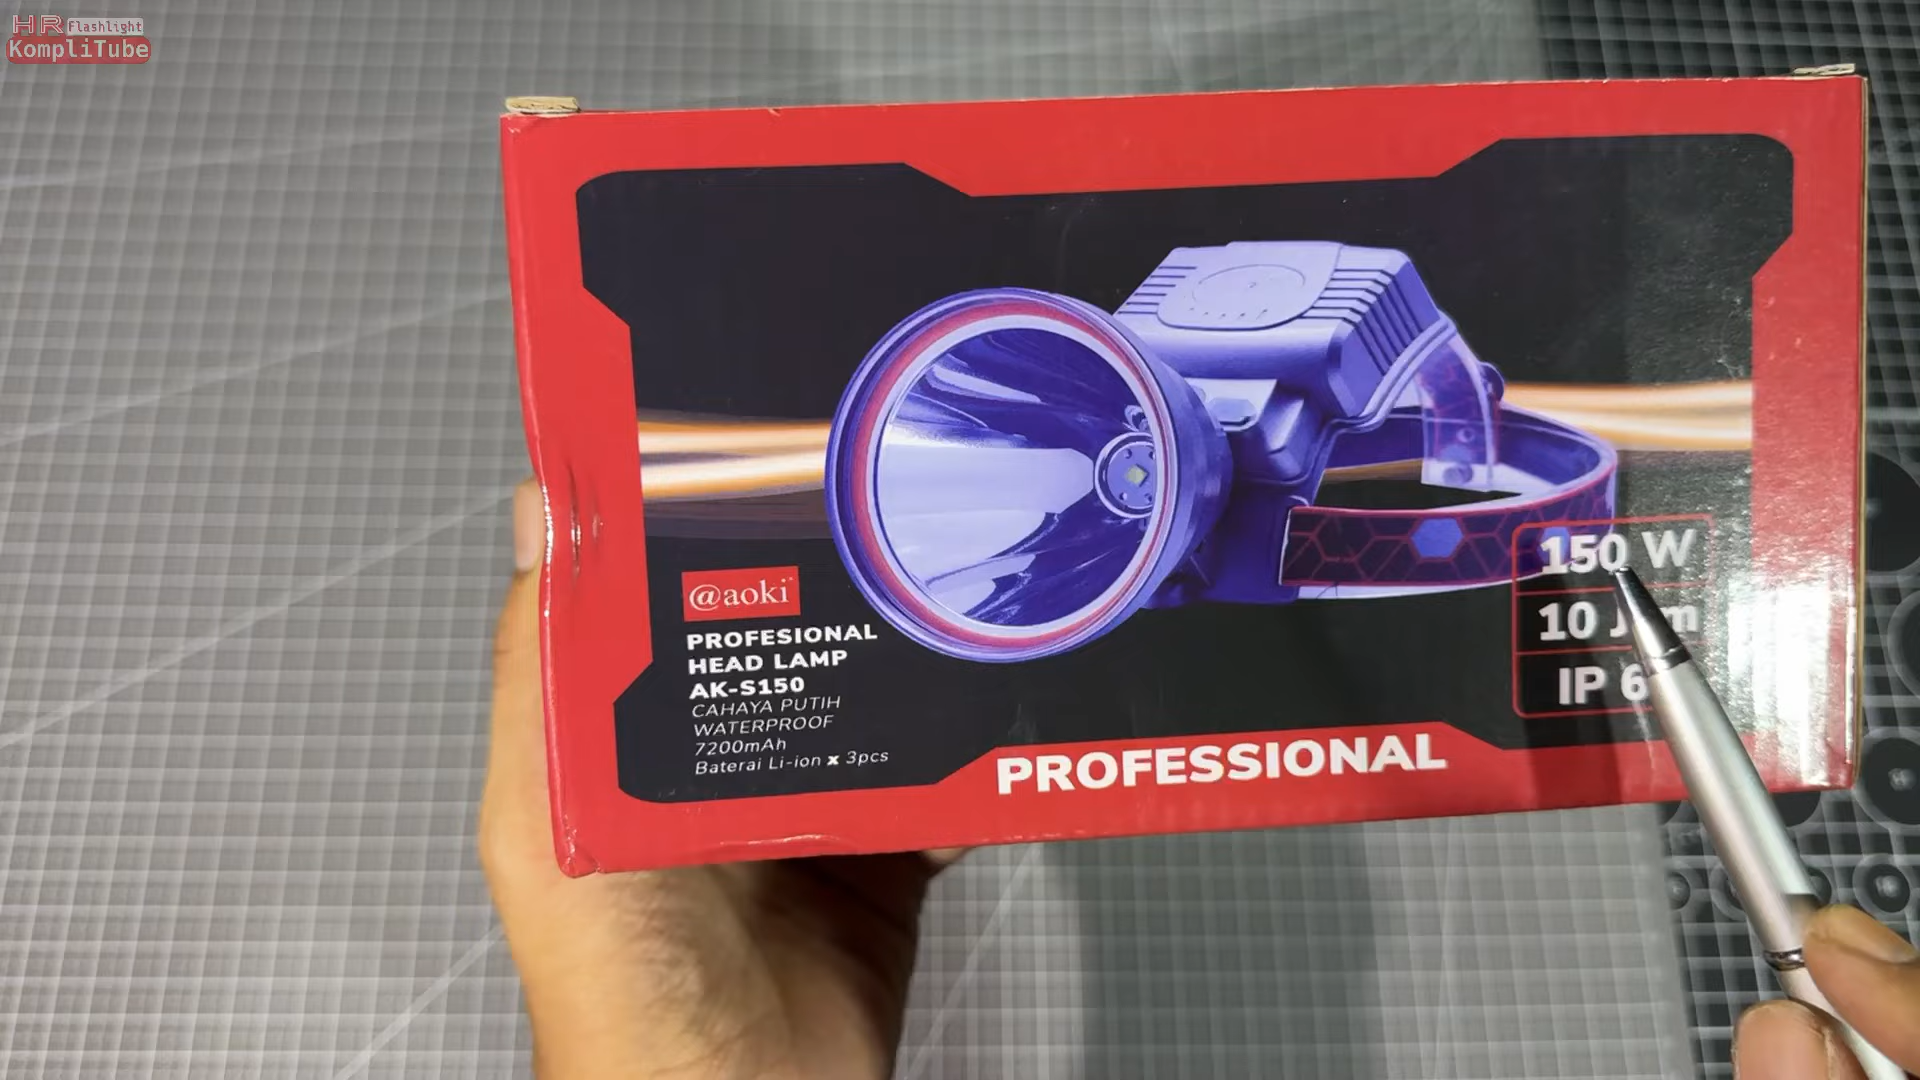 HR Flashlight
KompliTube
@aoki
PROFESIONAL
HEAD LAMP
AK-S150
CAHAYA PUTIH
WATERPROOF
7200mAh
Baterai Li-ion x 3pcs
150 W
10
IP
PROFESSIONAL